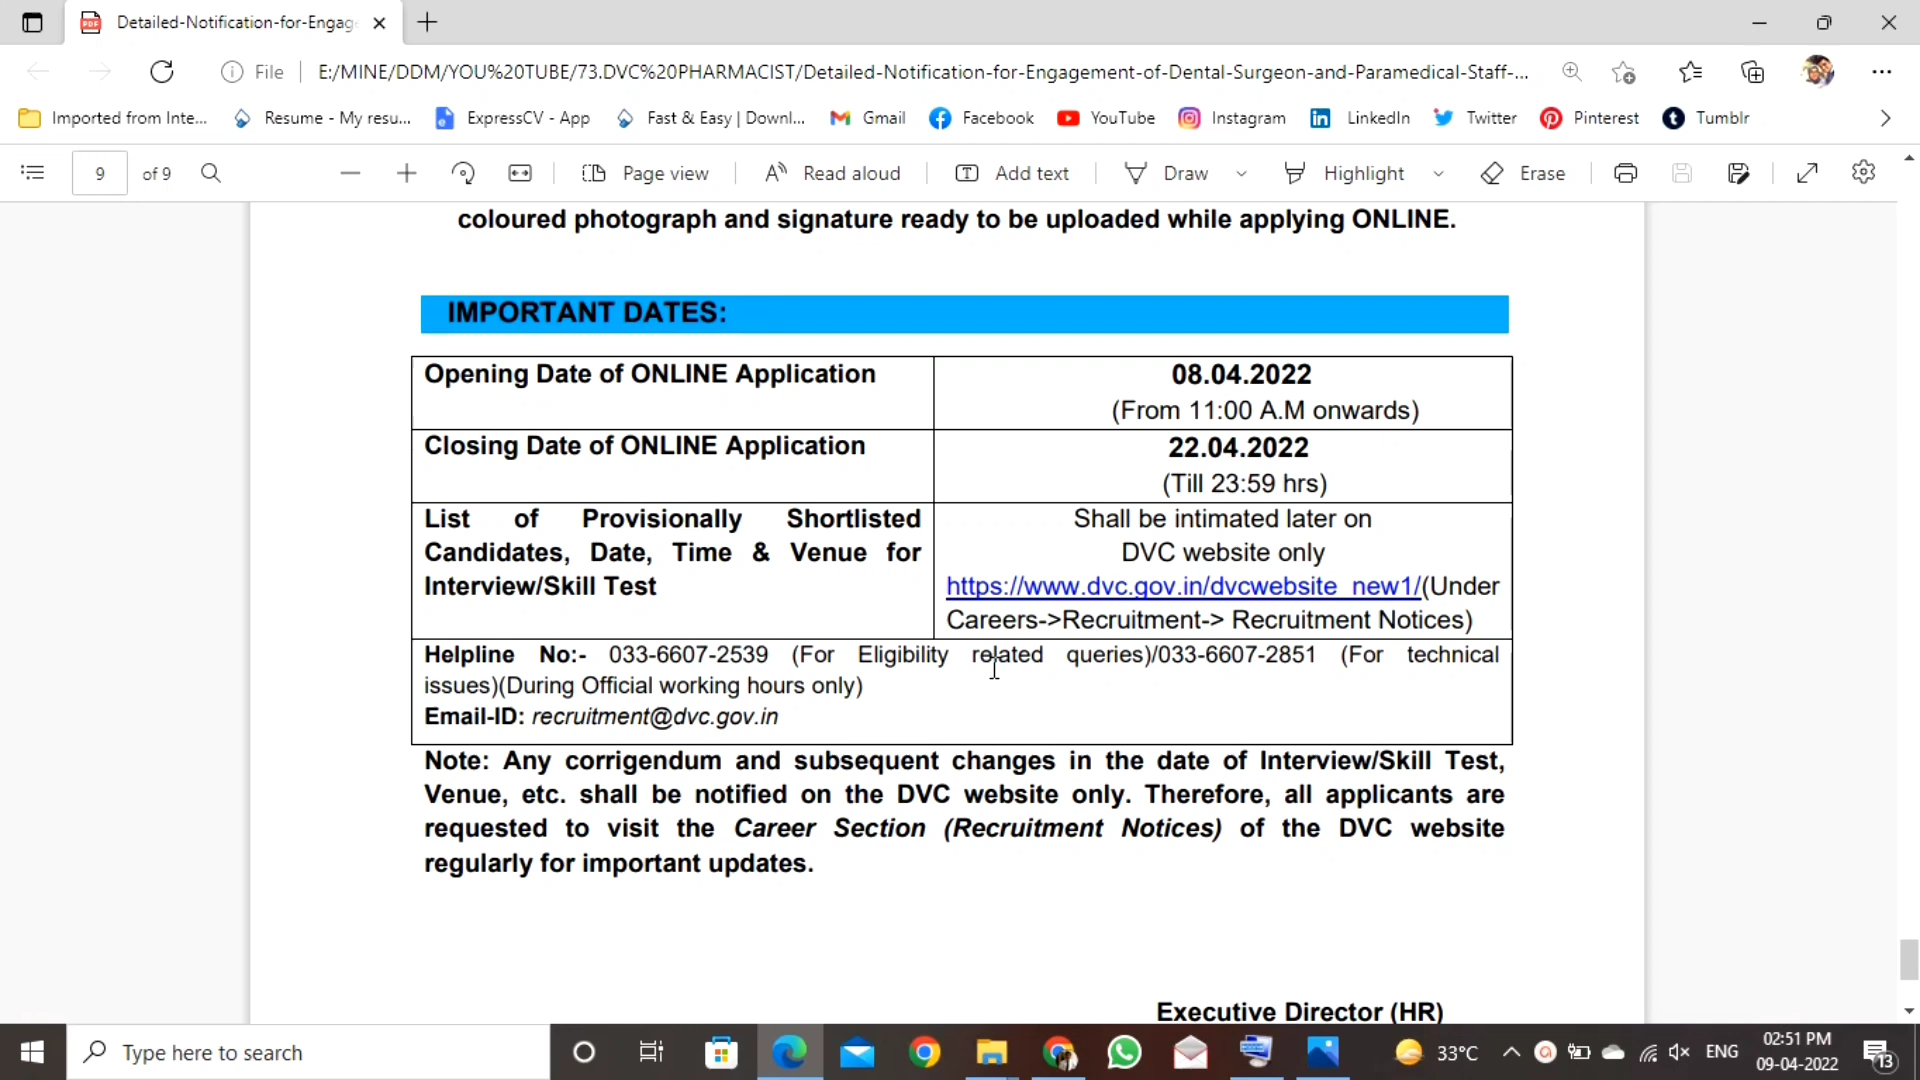 Detailed-Notification-for-Engag
File E:/MINE/DDM/YOU%20TUBE/73.DVC%20PHARMACIST/Detailed-Notification-for-Engagement-of-Dental-Surgeon-and-Paramedical-Staff-...
Imported from Inte... Resume - My resu... ExpressCV - App Fast & Easy | Downl... Gmail Facebook YouTube Instagram LinkedIn Twitter Pinterest Tumblr
9 of 9 Page view Read aloud Add text Draw Highlight Erase
coloured photograph and signature ready to be uploaded while applying ONLINE.
IMPORTANT DATES:
Opening Date of ONLINE Application 08.04.2022
(From 11:00 A.M onwards)
Closing Date of ONLINE Application 22.04.2022
(Till 23:59 hrs)
List of Provisionally Shortlisted Shall be intimated later on
Candidates, Date, Time & Venue for DVC website only
Interview/Skill Test https://www.dvc.gov.in/dvcwebsite_new1/(Under
Careers->Recruitment-> Recruitment Notices)
Helpline No:- 033-6607-2539 (For Eligibility related queries)/033-6607-2851 (For technical
issues)(During Official working hours only)
Email-ID: recruitment@dvc.gov.in
Note: Any corrigendum and subsequent changes in the date of Interview/Skill Test,
Venue, etc. shall be notified on the DVC website only. Therefore, all applicants are
requested to visit the Career Section (Recruitment Notices) of the DVC website
regularly for important updates.
Executive Director (HR)
Type here to search 33°C ENG 02:51 PM
09-04-2022 13